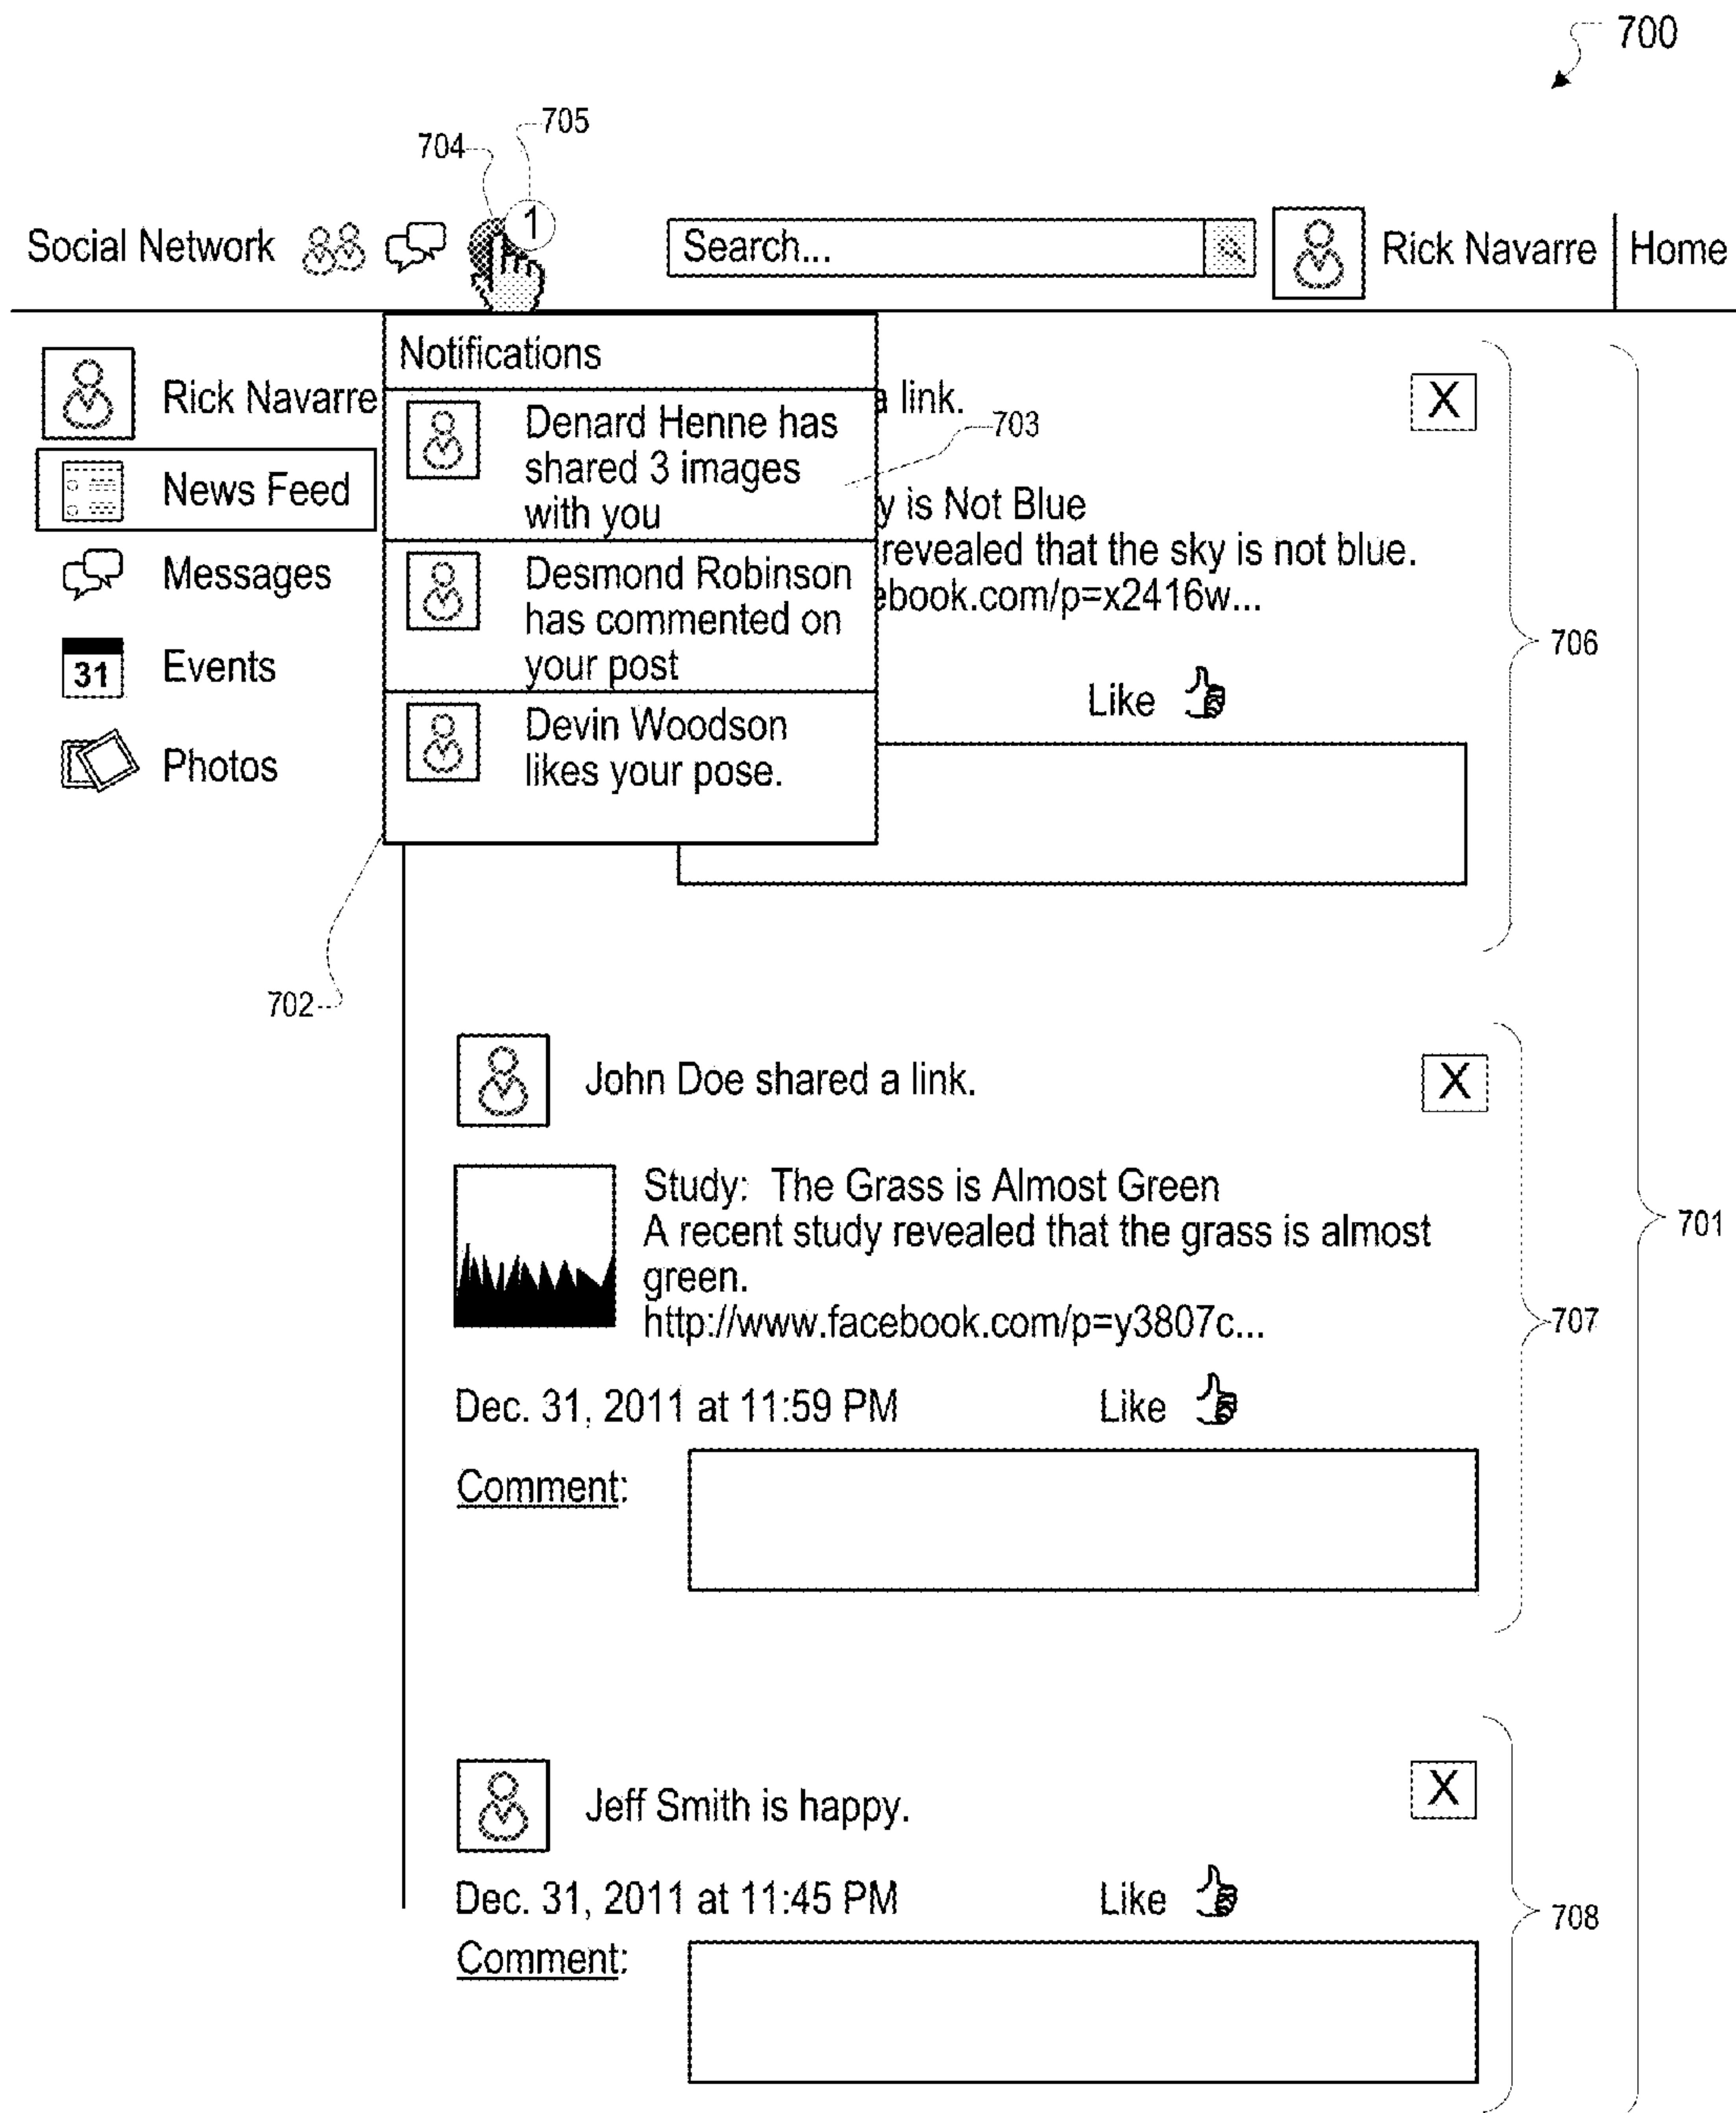 700
705
704
1
Social Network
Search...
Rick Navarre
Home
Notifications
Rick Navarre
link.
X
Denard Henne has
shared 3 images
with you
703
News Feed
y is Not Blue
revealed that the sky is not blue.
book.com/p=x2416w...
Messages
Desmond Robinson
has commented on
your post
706
31
Events
Like
Devin Woodson
likes your pose.
Photos
702
John Doe shared a link.
X
Study: The Grass is Almost Green
A recent study revealed that the grass is almost
green.
http://www.facebook.com/p=y3807c...
701
707
Dec. 31, 2011 at 11:59 PM
Like
Comment:
Jeff Smith is happy.
X
Dec. 31, 2011 at 11:45 PM
Like
708
Comment: